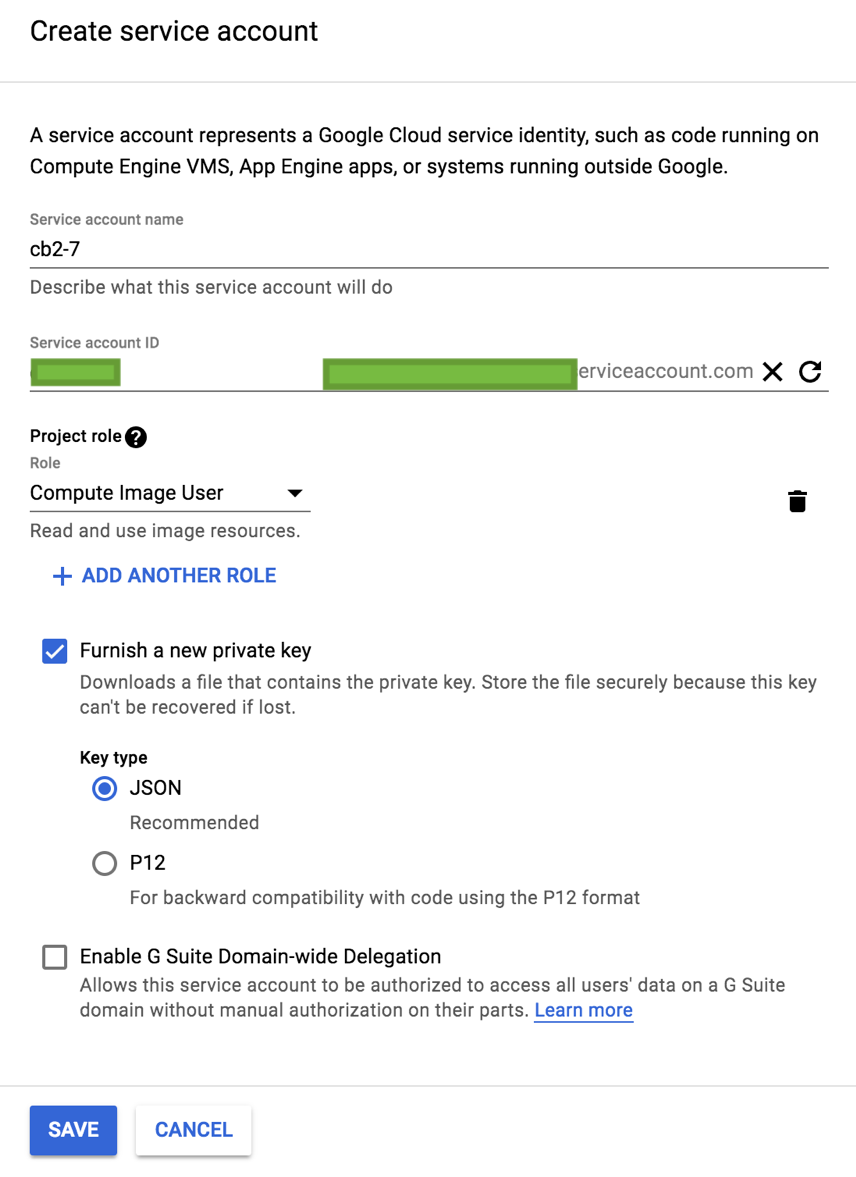 Create service account
A service account represents a Google Cloud service identity, such as code running on
Compute Engine VMS, App Engine apps, or systems running outside Google.
Service account name
cb2-7
Describe what this service account will do
Service account ID
erviceaccount.com
Project role
Role
Compute Image User
Read and use image resources.
+ ADD ANOTHER ROLE
Furnish a new private key
Downloads a file that contains the private key. Store the file securely because this key
can't be recovered if lost.
Key type
JSON
Recommended
P12
For backward compatibility with code using the P12 format
Enable G Suite Domain-wide Delegation
Allows this service account to be authorized to access all users' data on a G Suite
domain without manual authorization on their parts. Learn more
SAVE CANCEL